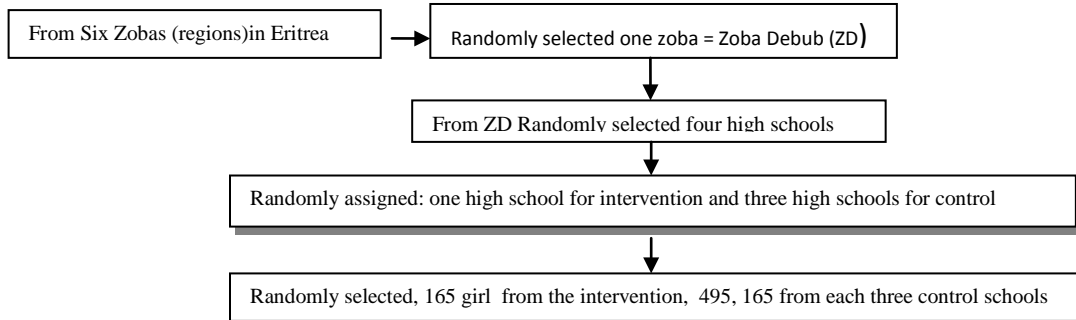 From Six Zobas (regions)in Eritrea
Randomly selected one zoba = Zoba Debub (ZD)
From ZD Randomly selected four high schools
Randomly assigned: one high school for intervention and three high schools for control
Randomly selected, 165 girl from the intervention, 495, 165 from each three control schools